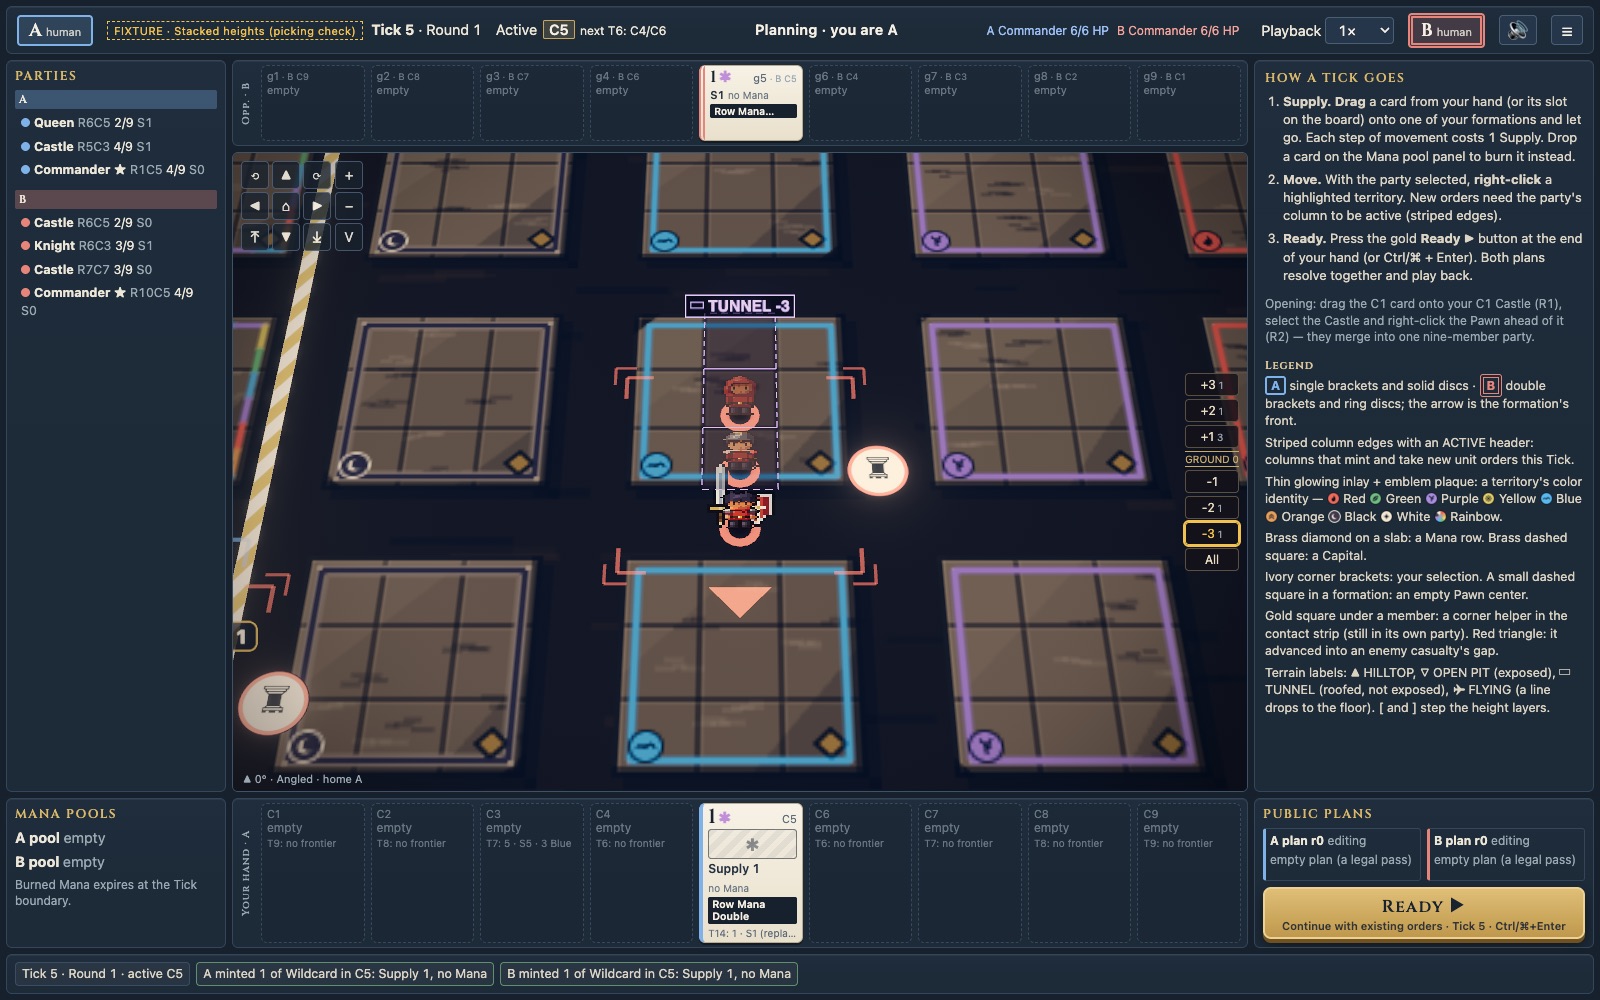 A human
FIXTURE · Stacked heights (picking check)
Tick 5 · Round 1
Active C5 next T6: C4/C6
Planning · you are A
A Commander 6/6 HP B Commander 6/6 HP
Playback 1×
B human
PARTIES
A
Queen R6C5 2/9 S1
Castle R5C3 4/9 S1
Commander ★ R1C5 4/9 S0
B
Castle R6C5 2/9 S0
Knight R6C3 3/9 S1
Castle R7C7 3/9 S0
Commander ★ R10C5 4/9
S0
OPP. · B
g1 · B C9
empty
g2 · B C8
empty
g3 · B C7
empty
g4 · B C6
empty
1 g5 · B C5
S1 no Mana
Row Mana...
g6 · B C4
empty
g7 · B C3
empty
g8 · B C2
empty
g9 · B C1
empty
V
TUNNEL -3
+3 1
+2 1
+1 3
GROUND 0
-1
-2 1
-3 1
All
1
▲ 0° · Angled · home A
HOW A TICK GOES
1. Supply. Drag a card from your hand (or its slot
on the board) onto one of your formations and let
go. Each step of movement costs 1 Supply. Drop
a card on the Mana pool panel to burn it instead.
2. Move. With the party selected, right-click a
highlighted territory. New orders need the party's
column to be active (striped edges).
3. Ready. Press the gold Ready ▶ button at the end
of your hand (or Ctrl/⌘ + Enter). Both plans
resolve together and play back.
Opening: drag the C1 card onto your C1 Castle (R1),
select the Castle and right-click the Pawn ahead of it
(R2) — they merge into one nine-member party.
LEGEND
A single brackets and solid discs · B double
brackets and ring discs; the arrow is the formation's
front.
Striped column edges with an ACTIVE header:
columns that mint and take new unit orders this Tick.
Thin glowing inlay + emblem plaque: a territory's color
identity — Red Green Purple Yellow Blue
Orange Black White Rainbow.
Brass diamond on a slab: a Mana row. Brass dashed
square: a Capital.
Ivory corner brackets: your selection. A small dashed
square in a formation: an empty Pawn center.
Gold square under a member: a corner helper in the
contact strip (still in its own party). Red triangle: it
advanced into an enemy casualty's gap.
Terrain labels: ▲ HILLTOP, ▽ OPEN PIT (exposed), ▭
TUNNEL (roofed, not exposed), ✈ FLYING (a line
drops to the floor). [ and ] step the height layers.
MANA POOLS
A pool empty
B pool empty
Burned Mana expires at the Tick
boundary.
YOUR HAND · A
C1
empty
T9: no frontier
C2
empty
T8: no frontier
C3
empty
T7: 5 · S5 · 3 Blue
C4
empty
T6: no frontier
1 C5
Supply 1
no Mana
Row Mana
Double
T14: 1 · S1 (repla...
C6
empty
T6: no frontier
C7
empty
T7: no frontier
C8
empty
T8: no frontier
C9
empty
T9: no frontier
PUBLIC PLANS
A plan r0 editing
empty plan (a legal pass)
B plan r0 editing
empty plan (a legal pass)
READY ▶
Continue with existing orders · Tick 5 · Ctrl/⌘+Enter
Tick 5 · Round 1 · active C5
A minted 1 of Wildcard in C5: Supply 1, no Mana
B minted 1 of Wildcard in C5: Supply 1, no Mana